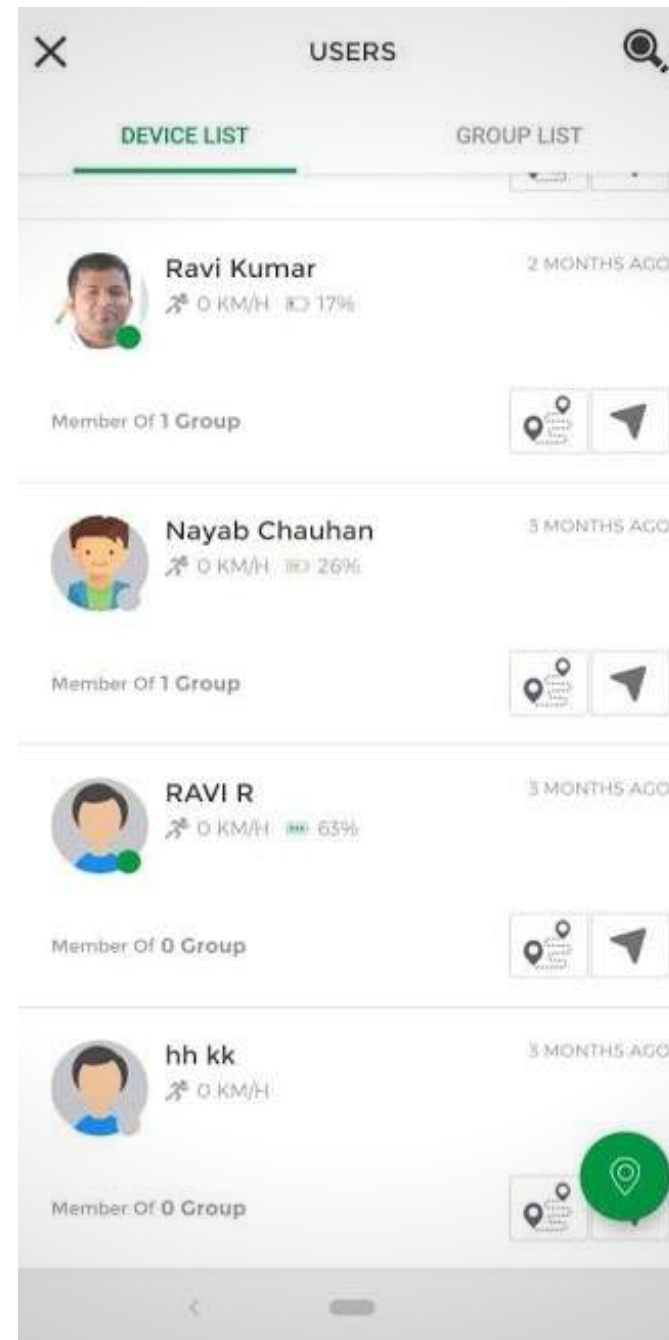 USERS
DEVICE LIST GROUP LIST
Ravi Kumar 2 MONTHS AGO
0 KM/H 17%
Member Of 1 Group
Nayab Chauhan 3 MONTHS AGO
0 KM/H 26%
Member Of 1 Group
RAVI R 3 MONTHS AGO
0 KM/H 63%
Member Of 0 Group
hh kk 3 MONTHS AGO
0 KM/H
Member Of 0 Group